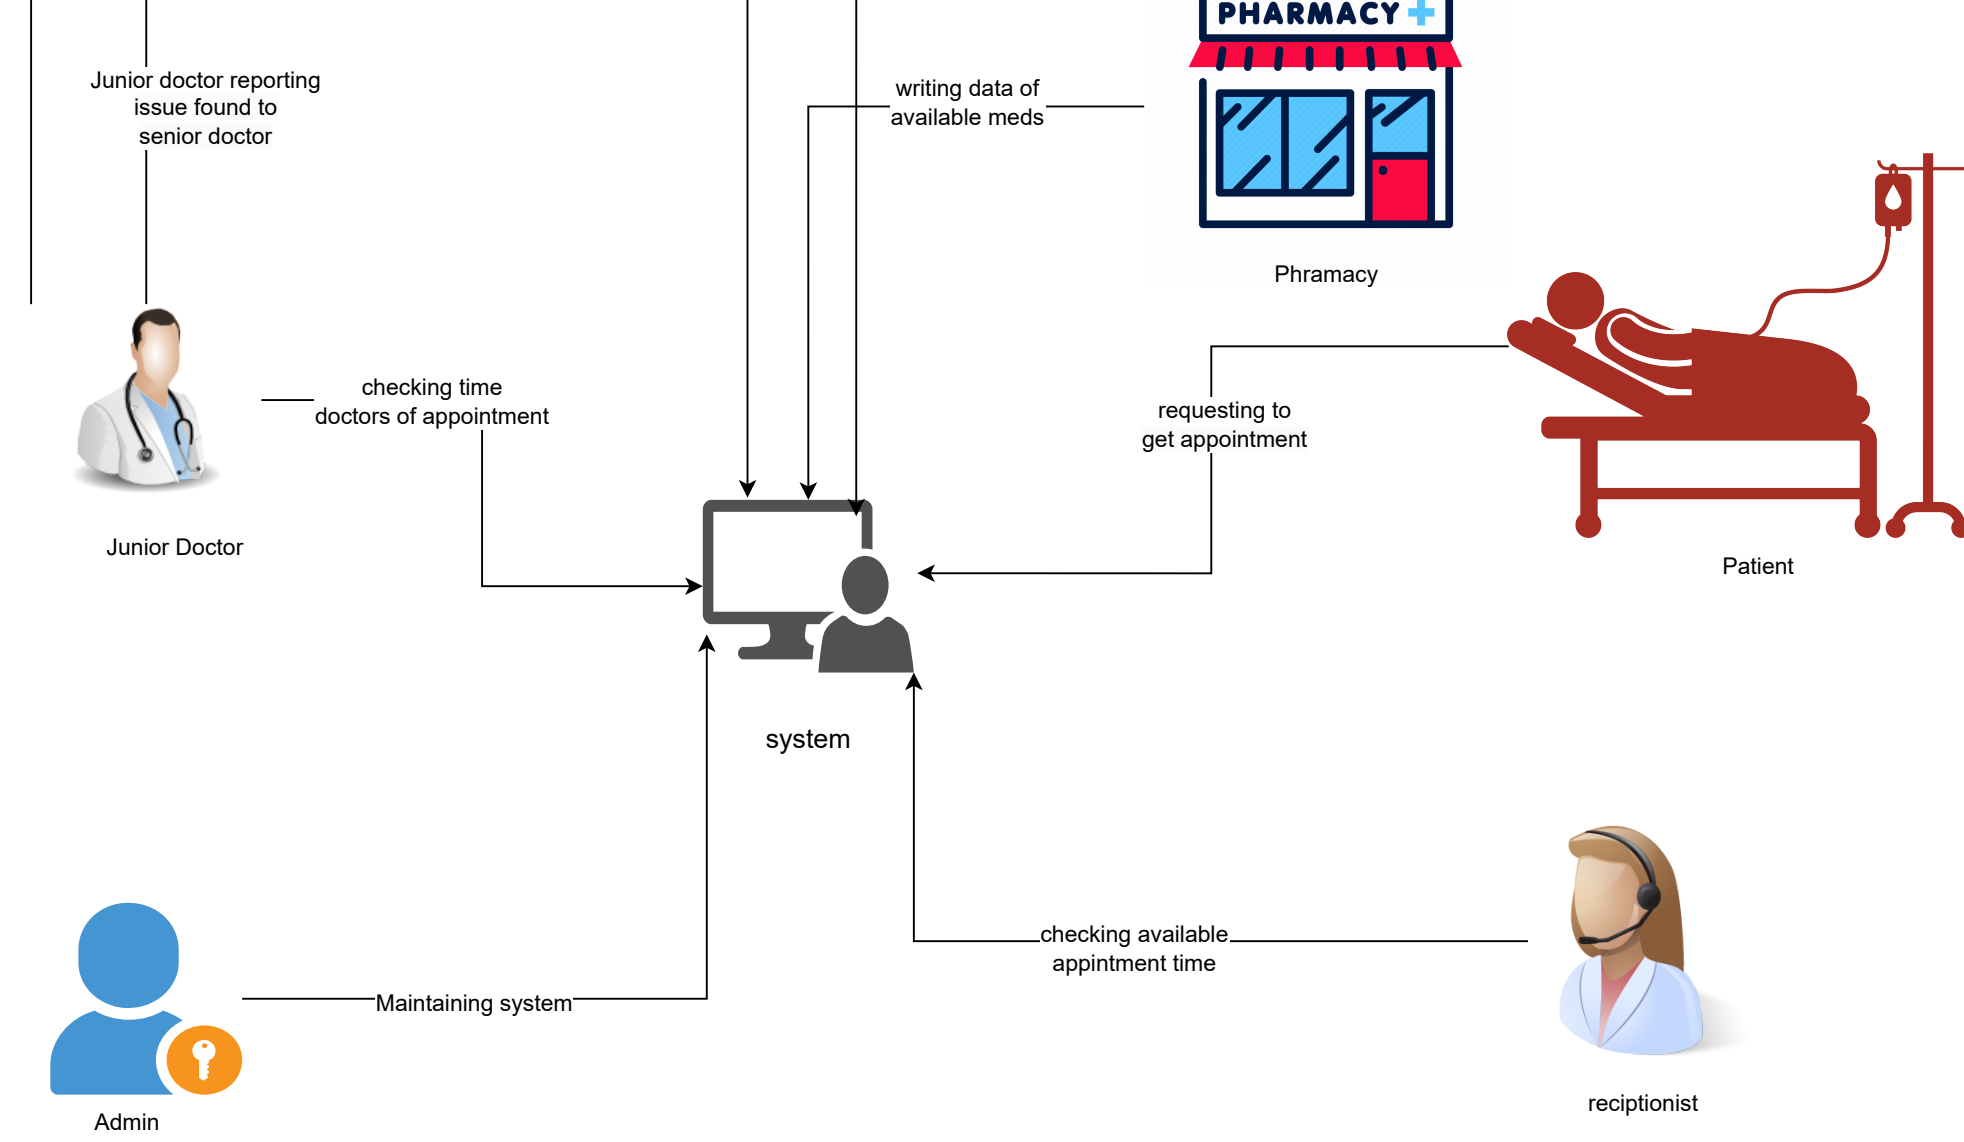 PHARMACY
Junior doctor reporting
issue found to
senior doctor
writing data of
available meds
Phramacy
checking time
doctors of appointment
requesting to
get appointment
Junior Doctor
Patient
system
checking available
appintment time
Maintaining system
reciptionist
Admin